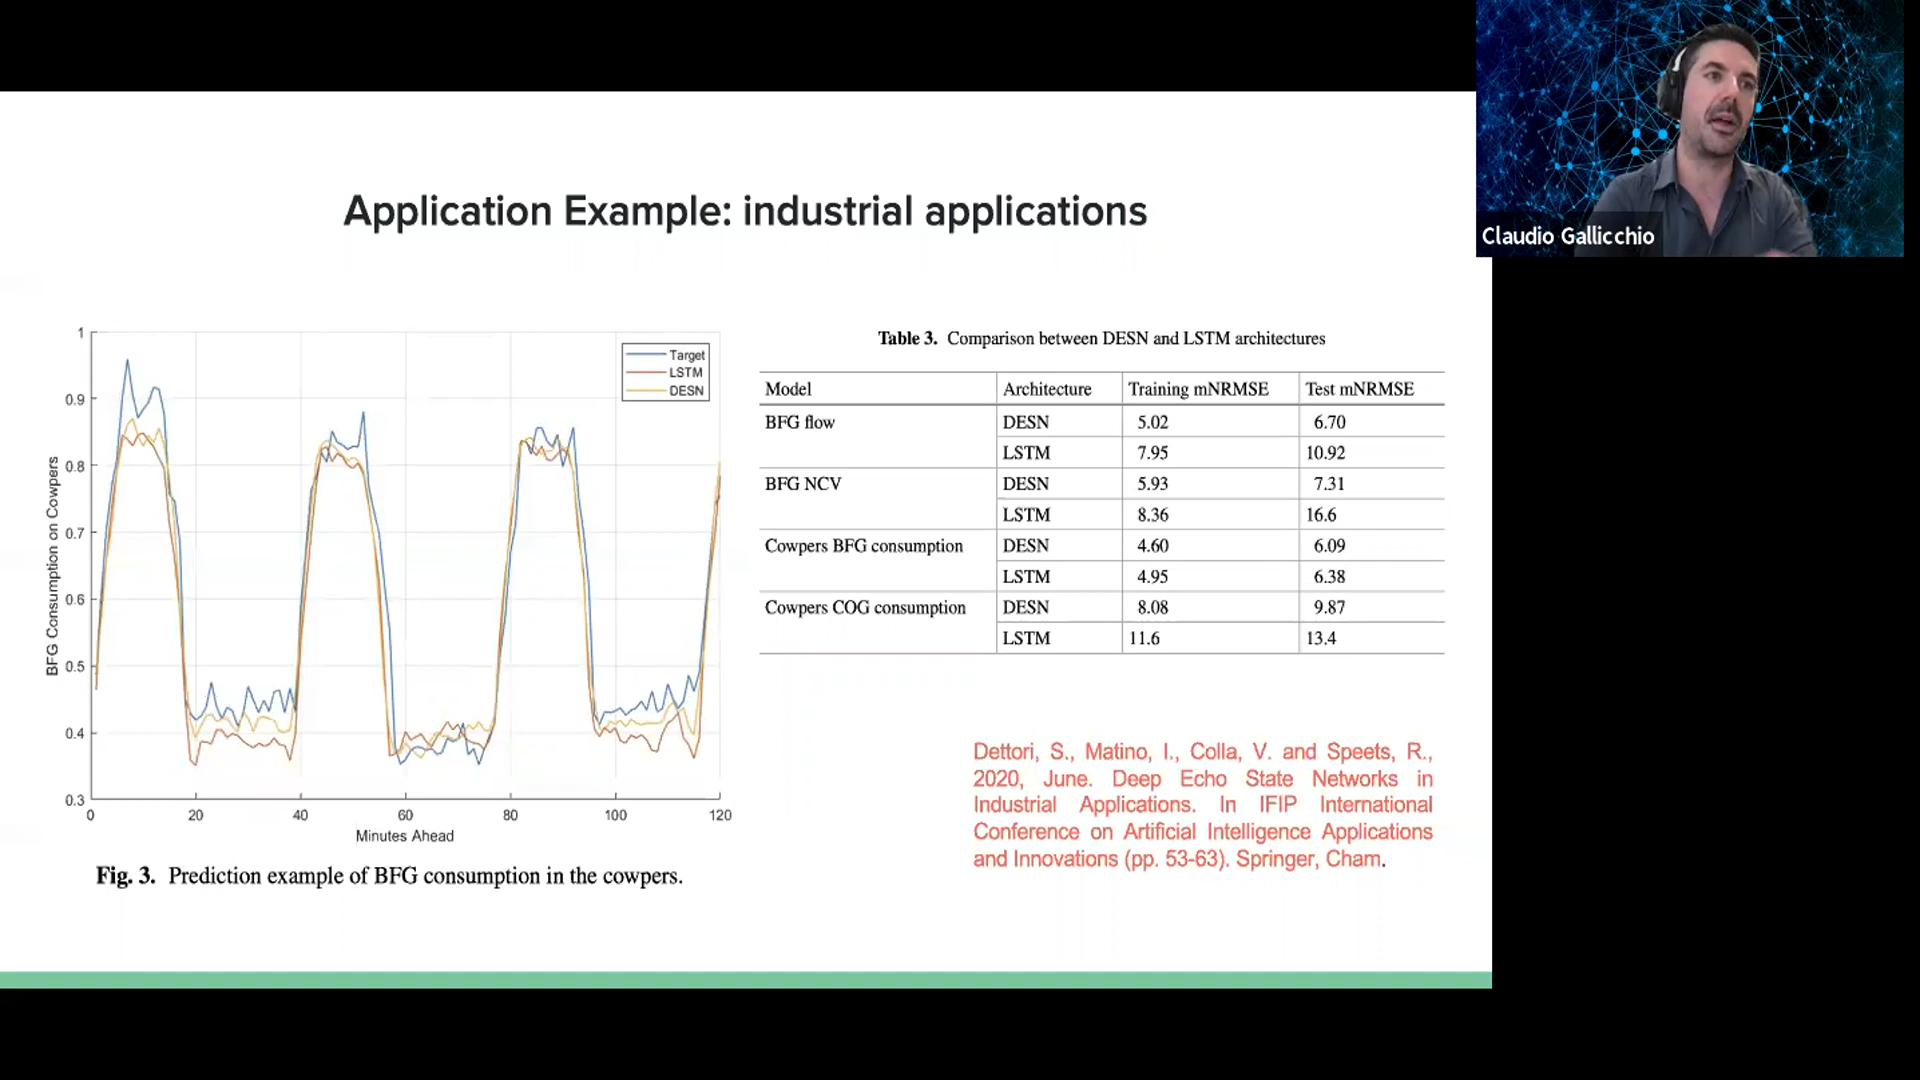 Claudio Gallicchio
Application Example: industrial applications
1
0.9
0.8
0.7
0.6
0.5
0.4
0.3
0
20
40
60
80
100
120
BFG Consumption on Cowpers
Minutes Ahead
Target
LSTM
DESN
Fig. 3. Prediction example of BFG consumption in the cowpers.
Table 3. Comparison between DESN and LSTM architectures
Model Architecture Training mNRMSE Test mNRMSE
BFG flow DESN 5.02 6.70
LSTM 7.95 10.92
BFG NCV DESN 5.93 7.31
LSTM 8.36 16.6
Cowpers BFG consumption DESN 4.60 6.09
LSTM 4.95 6.38
Cowpers COG consumption DESN 8.08 9.87
LSTM 11.6 13.4
Dettori, S., Matino, I., Colla, V. and Speets, R.,
2020, June. Deep Echo State Networks in
Industrial Applications. In IFIP International
Conference on Artificial Intelligence Applications
and Innovations (pp. 53-63). Springer, Cham.